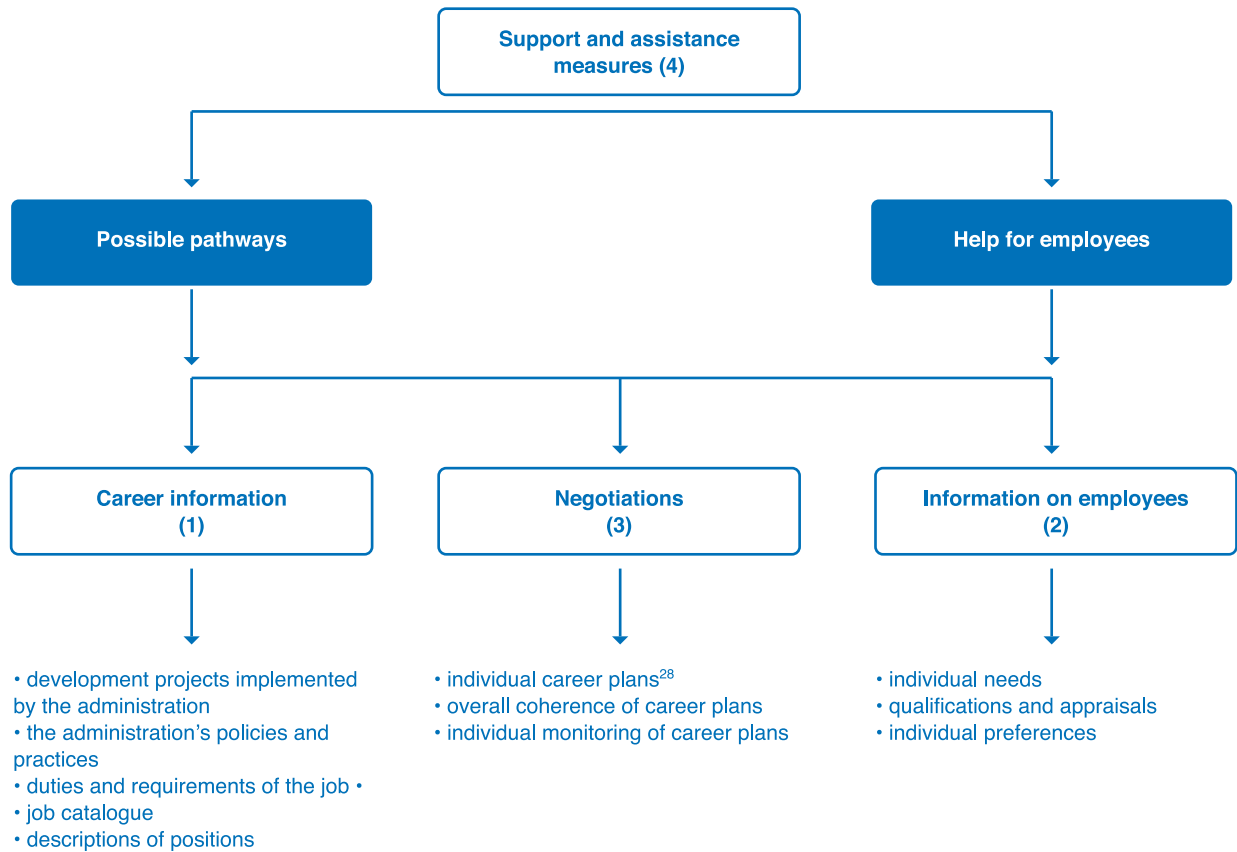 Support and assistance
measures (4)
Possible pathways
Help for employees
Career information
(1)
Negotiations
(3)
Information on employees
(2)
• development projects implemented
by the administration
• the administration’s policies and
practices
• duties and requirements of the job •
• job catalogue
• descriptions of positions
• individual career plans28
• overall coherence of career plans
• individual monitoring of career plans
• individual needs
• qualifications and appraisals
• individual preferences